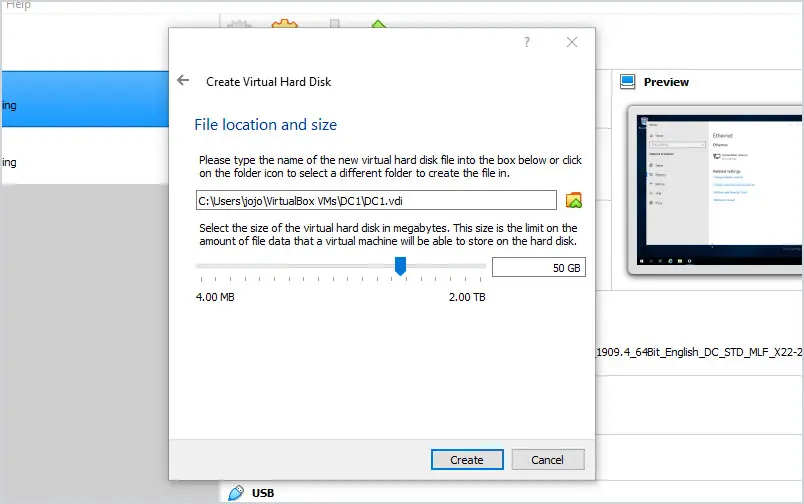 Help
?
Create Virtual Hard Disk
ing
ing
Preview
File location and size
Please type the name of the new virtual hard disk file into the box below or click
on the folder icon to select a different folder to create the file in.
C:\Users\jojo\VirtualBox VMs\DC1\DC1.vdi
Select the size of the virtual hard disk in megabytes. This size is the limit on the
amount of file data that a virtual machine will be able to store on the hard disk.
50 GB
4.00 MB
2.00 TB
Ethernet
Related settings
_1909.4_64Bit_English_DC_STD_MLF_X22-2
Create
Cancel
USB